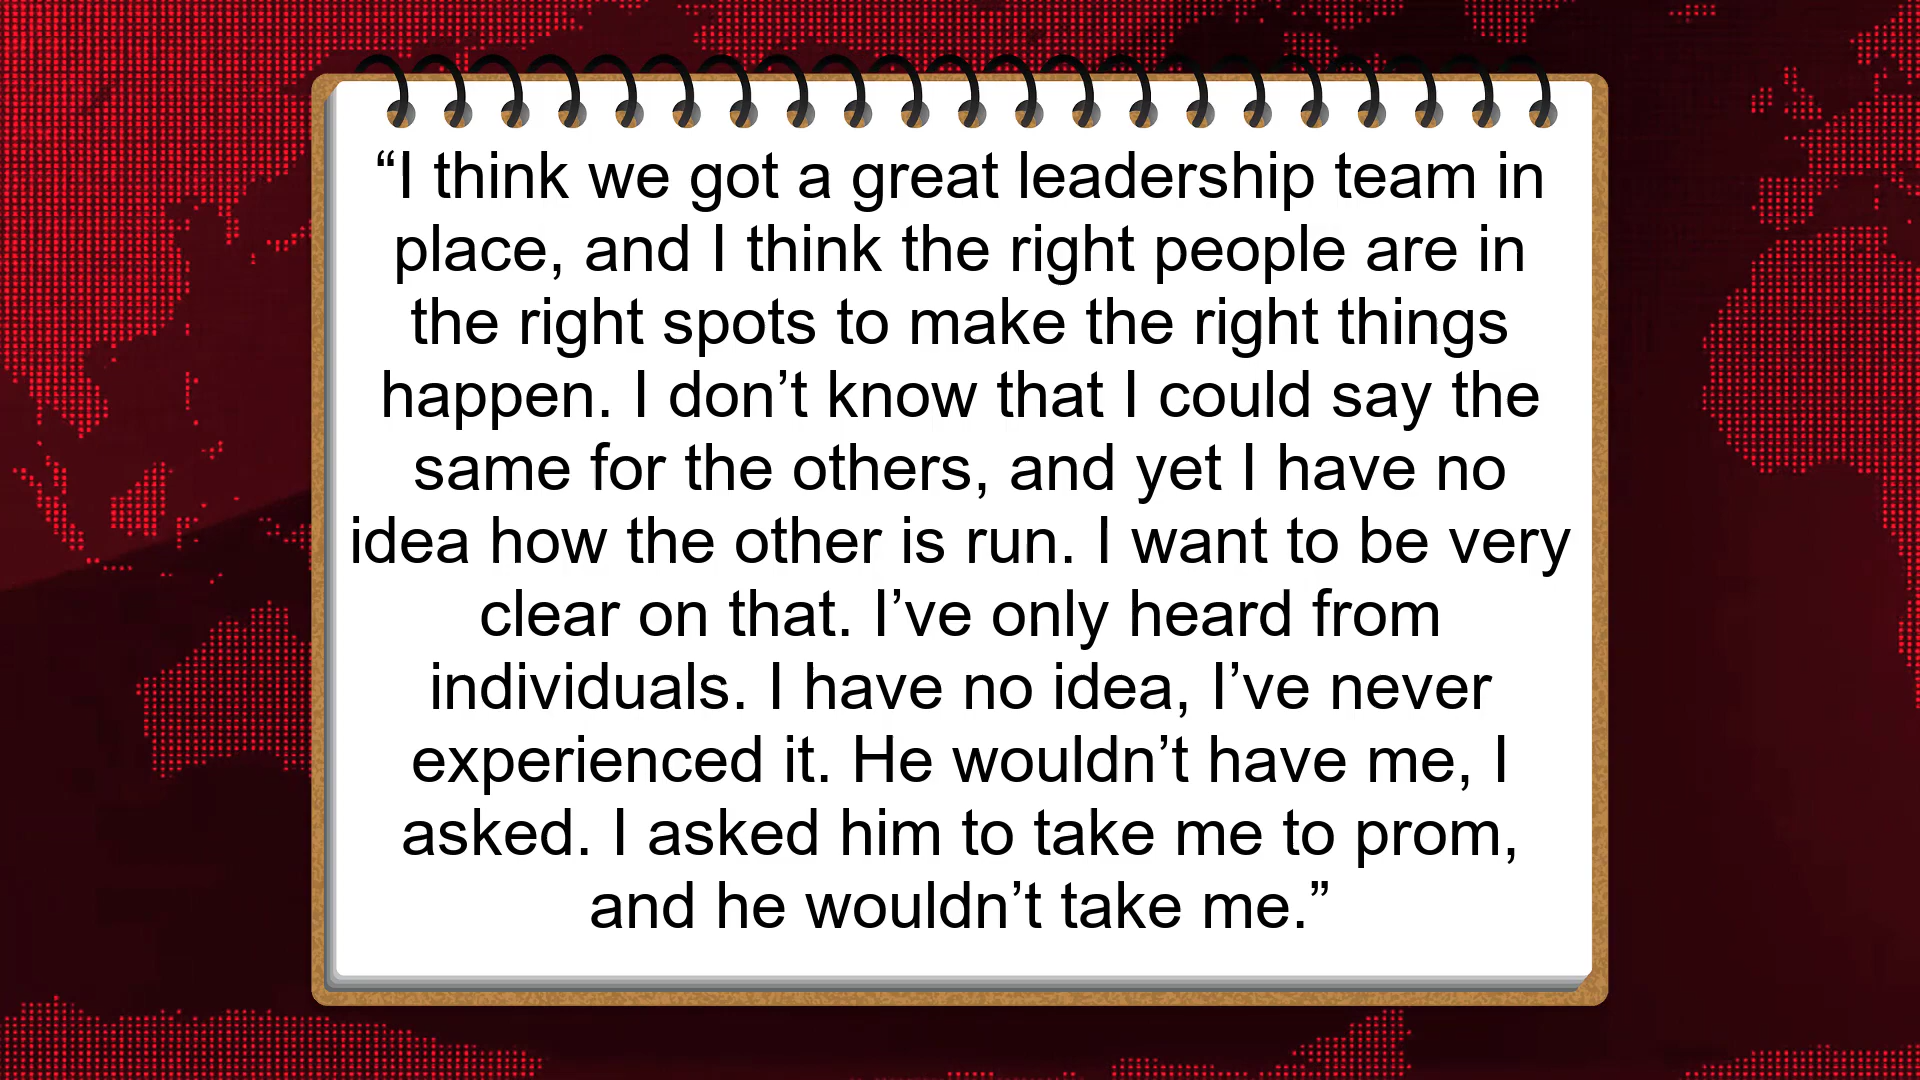 “I think we got a great leadership team in
place, and I think the right people are in
the right spots to make the right things
happen. I don’t know that I could say the
same for the others, and yet I have no
idea how the other is run. I want to be very
clear on that. I’ve only heard from
individuals. I have no idea, I’ve never
experienced it. He wouldn’t have me, I
asked. I asked him to take me to prom,
and he wouldn’t take me.”